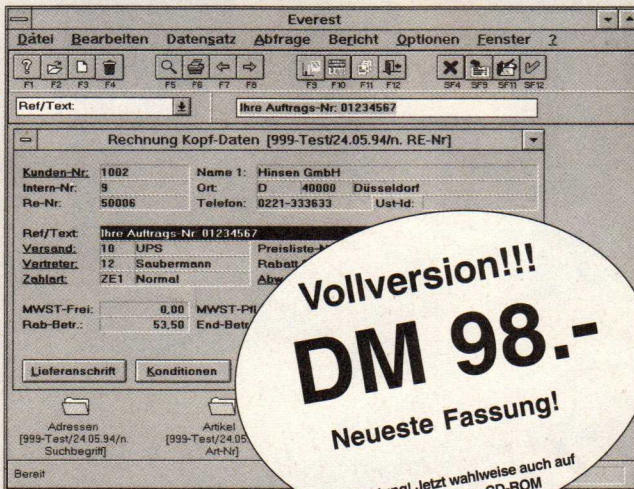 Everest
Datei Bearbeiten Datensatz Abfrage Bericht Optionen Fenster ?
F1 F2 F3 F4 F5 F6 F7 F8 F9 F10 F11 F12 SF4 SF9 SF11 SF12
Ref/Text: Ihre Auftrags-Nr: 01234567
Rechnung Kopf-Daten [999-Test/24.05.94/n. RE-Nr]
Kunden-Nr: 1002 Name 1: Hinsen GmbH
Intern-Nr: 9 Ort: D 40000 Düsseldorf
Re-Nr: 50006 Telefon: 0221-333633 Ust-Id:
Ref/Text: Ihre Auftrags-Nr: 01234567
Versand: 10 UPS
Vertreter: 12 Saubermann
Zahlart: ZE1 Normal
MWST-Frei: 0,00
Rab-Betr.: 53,50
Lieferanschrift Konditionen
Adressen
[999-Test/24.05.94/n.
Suchbegriff]
Artikel
Art-Nr]
Bereit
Vollversion!!!
DM 98.-
Neueste Fassung!
Jetzt wahlweise auch auf
CD-ROM